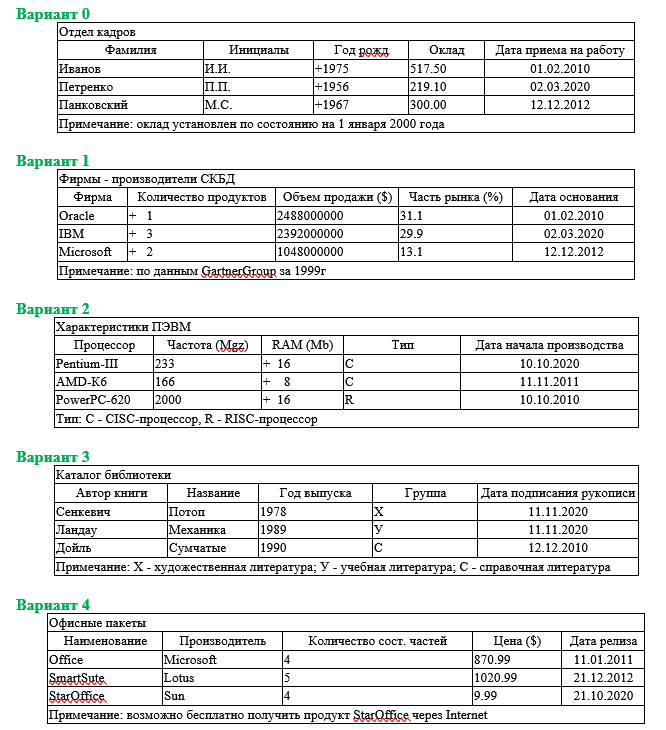 Вариант 0
Отдел кадров
Фамилия Инициалы Год рожд Оклад Дата приема на работу
Иванов И.И. +1975 517.50 01.02.2010
Петренко П.П. +1956 219.10 02.03.2020
Панковский М.С. +1967 300.00 12.12.2012
Примечание: оклад установлен по состоянию на 1 января 2000 года
Вариант 1
Фирмы - производители СКБД
Фирма Количество продуктов Объем продажи ($) Часть рынка (%) Дата основания
Oracle + 1 2488000000 31.1 01.02.2010
IBM + 3 2392000000 29.9 02.03.2020
Microsoft + 2 1048000000 13.1 12.12.2012
Примечание: по данным GartnerGroup за 1999г
Вариант 2
Характеристики ПЭВМ
Процессор Частота (Mgz) RAM (Mb) Тип Дата начала производства
Pentium-III 233 + 16 C 10.10.2020
AMD-K6 166 + 8 C 11.11.2011
PowerPC-620 2000 + 16 R 10.10.2010
Тип: C - CISC-процессор, R - RISC-процессор
Вариант 3
Каталог библиотеки
Автор книги Название Год выпуска Группа Дата подписания рукописи
Сенкевич Потоп 1978 Х 11.11.2020
Ландау Механика 1989 У 11.11.2020
Дойль Сумчатые 1990 С 12.12.2010
Примечание: Х - художественная литература; У - учебная литература; С - справочная литература
Вариант 4
Офисные пакеты
Наименование Производитель Количество сост. частей Цена ($) Дата релиза
Office Microsoft 4 870.99 11.01.2011
SmartSute Lotus 5 1020.99 21.12.2012
StarOffice Sun 4 9.99 21.10.2020
Примечание: возможно бесплатно получить продукт StarOffice через Internet